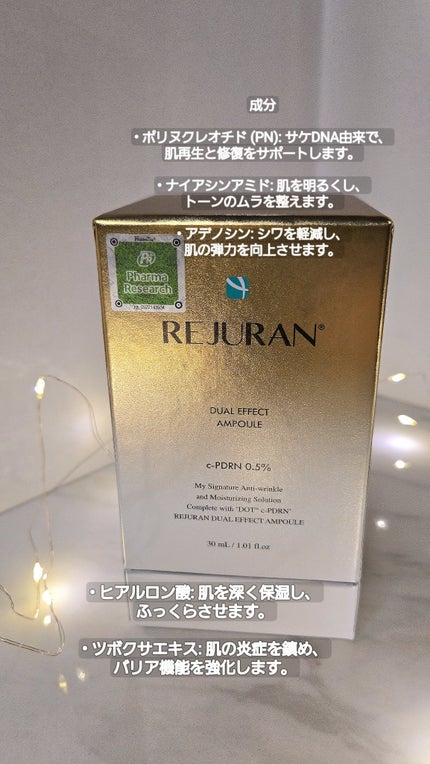 成分
・ポリヌクレオチド (PN): サケDNA由来で、
肌再生と修復をサポートします。
・ナイアシンアミド: 肌を明るくし、
トーンのムラを整えます。
・アデノシン: シワを軽減し、
肌の弾力を向上させます。
PR
Pharma
Research
REJURAN®
DUAL EFFECT
AMPOULE
c-PDRN 0.5%
My Signature Anti-wrinkle
and Moisturizing Solution
Complete with "DOT™ c-PDRN"
REJURAN DUAL EFFECT AMPOULE
30 mL / 1.01 fl.oz
・ヒアルロン酸: 肌を深く保湿し、
ふっくらさせます。
・ツボクサエキス: 肌の炎症を鎮め、
バリア機能を強化します。